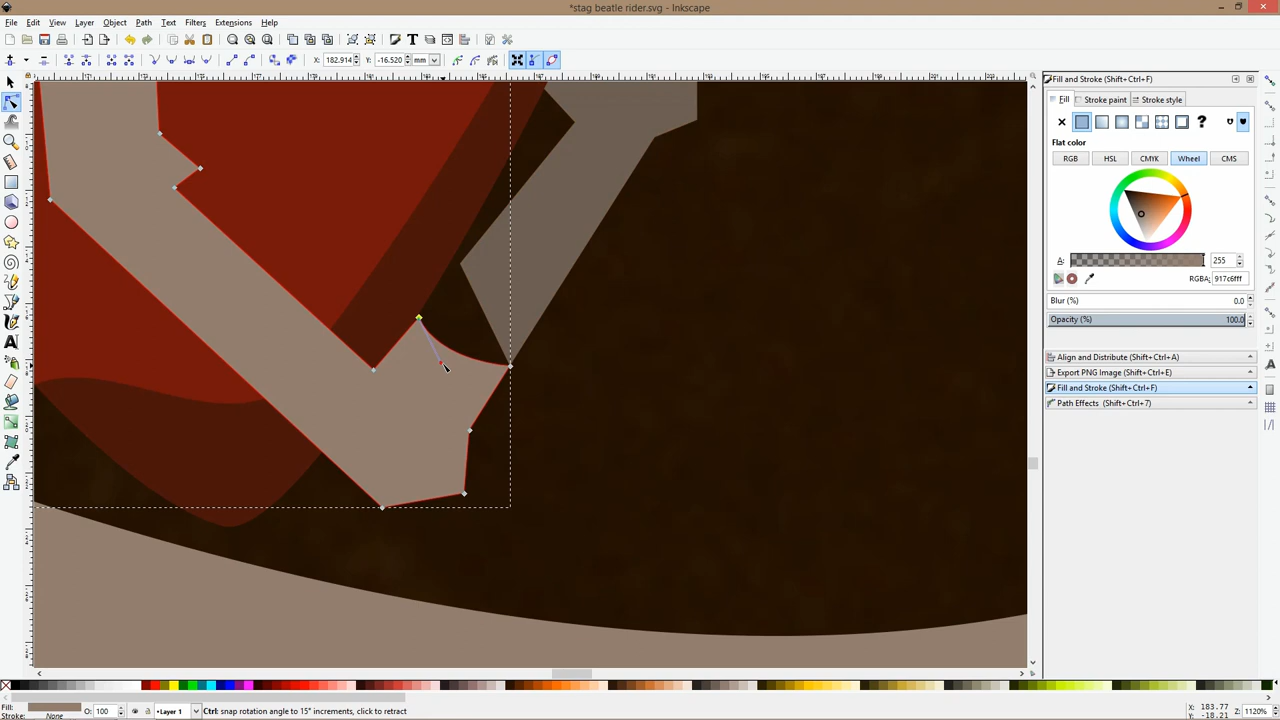 *stag beatle rider.svg - Inkscape
File Edit View Layer Object Path Text Filters Extensions Help
X: 182.914 Y: -16.520 mm
Fill and Stroke (Shift+Ctrl+F)
Fill Stroke paint Stroke style
?
Flat color
RGB HSL CMYK Wheel CMS
A: 255
RGBA: 917c6fff
Blur (%) 0.0
Opacity (%) 100.0
Align and Distribute (Shift+Ctrl+A)
Export PNG Image (Shift+Ctrl+E)
Fill and Stroke (Shift+Ctrl+F)
Path Effects (Shift+Ctrl+7)
Fill:
Stroke: None
O: 100
Layer 1
Ctrl: snap rotation angle to 15° increments, click to retract
X: 183.77
Y: -18.21
Z: 1120%